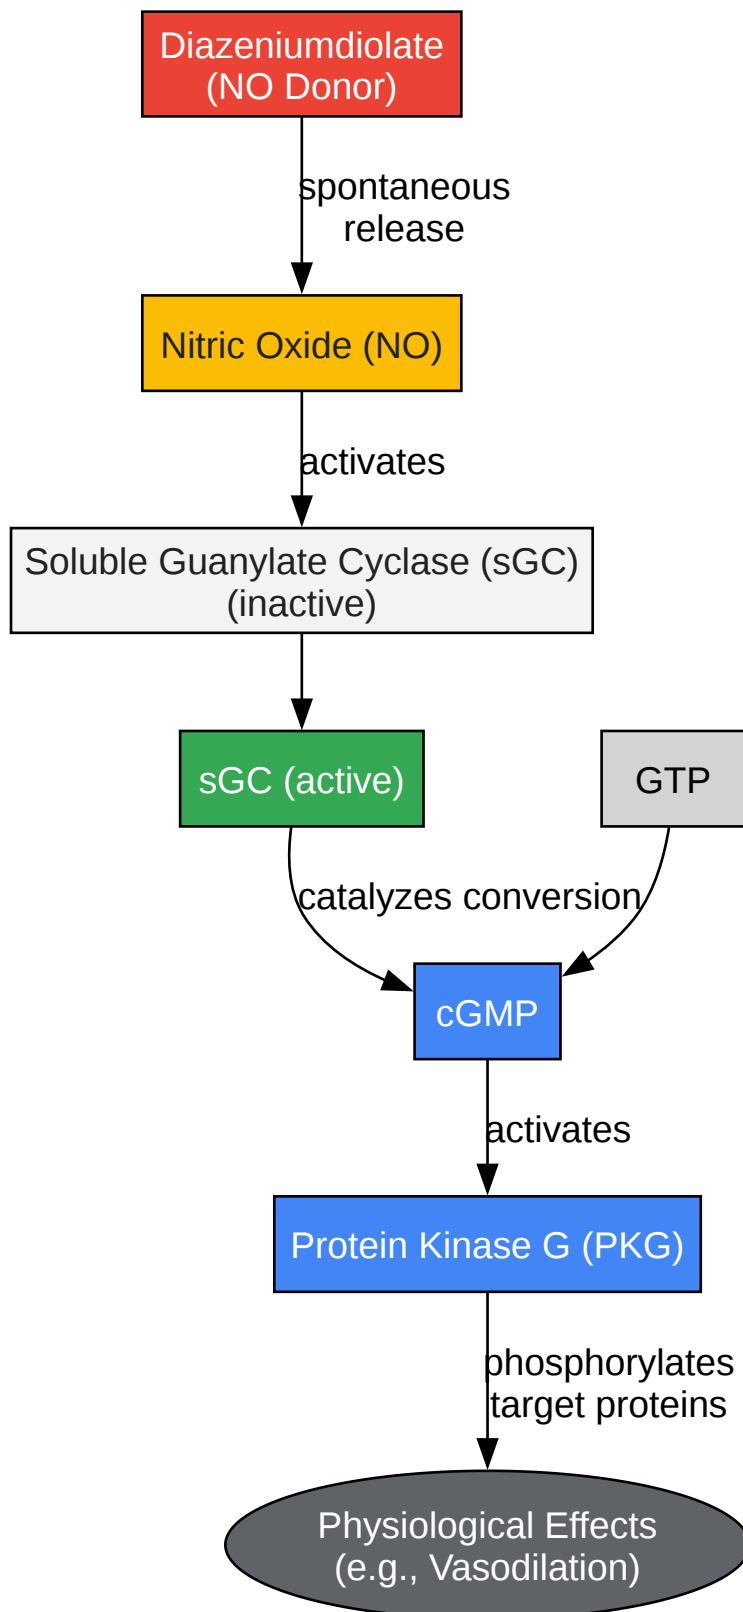 Diazeniumdiolate
(NO Donor)
spontaneous
release
Nitric Oxide (NO)
activates
Soluble Guanylate Cyclase (sGC)
(inactive)
sGC (active)
GTP
catalyzes conversion
cGMP
activates
Protein Kinase G (PKG)
phosphorylates
target proteins
Physiological Effects
(e.g., Vasodilation)